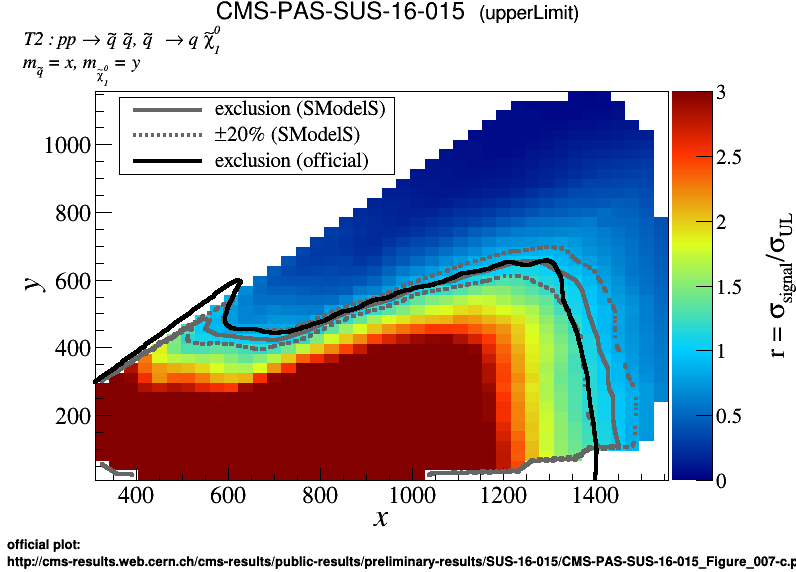 CMS-PAS-SUS-16-015 (upperLimit)
T2 : pp → q̃ q̃, q̃ → q χ̃₁⁰
m_q̃ = x, m_χ̃₁⁰ = y
exclusion (SModelS)
±20% (SModelS)
exclusion (official)
1000
800
600
400
200
y
400 600 800 1000 1200 1400
x
3
2.5
2
1.5
1
0.5
0
r = σ_signal/σ_UL
official plot:
http://cms-results.web.cern.ch/cms-results/public-results/preliminary-results/SUS-16-015/CMS-PAS-SUS-16-015_Figure_007-c.p